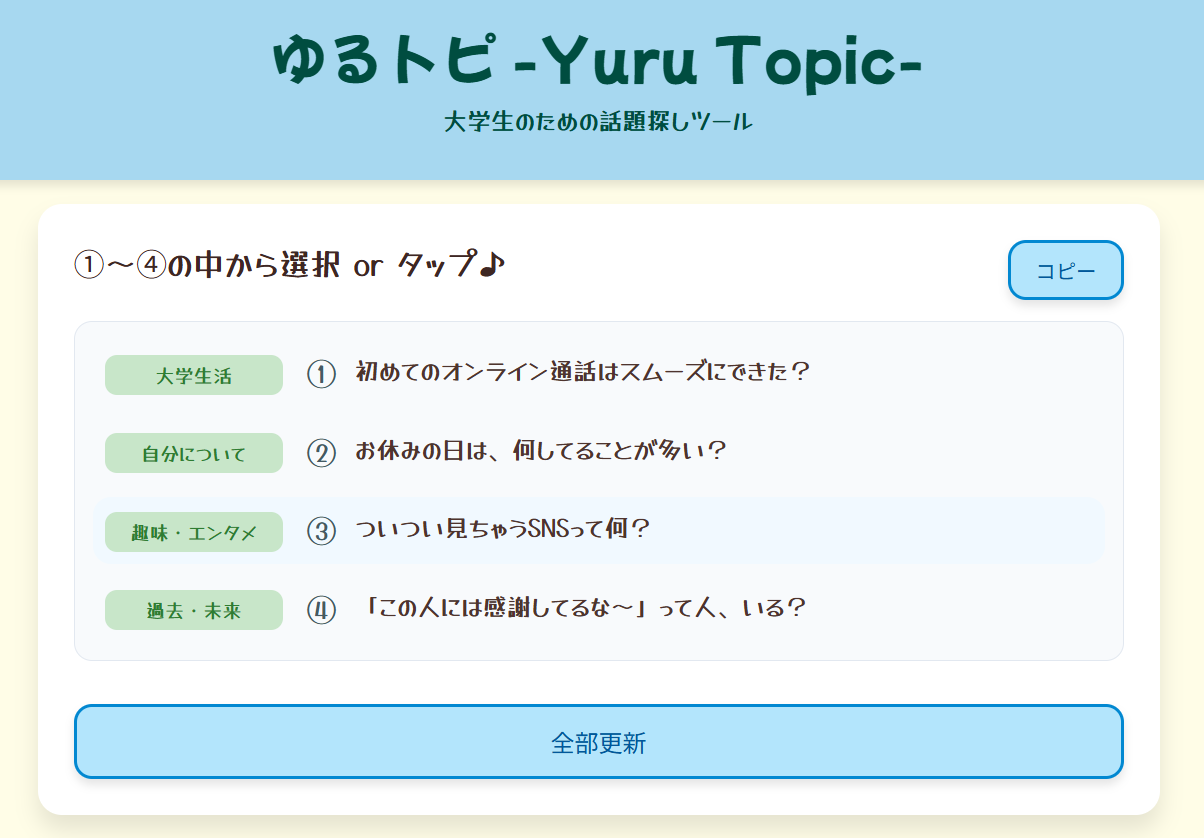 ゆるトピ -Yuru Topic-
大学生のための話題探しツール
①～④の中から選択 or タップ♪
コピー
大学生活 ① 初めてのオンライン通話はスムーズにできた？
自分について ② お休みの日は、何してることが多い？
趣味・エンタメ ③ ついつい見ちゃうSNSって何？
過去・未来 ④ 「この人には感謝してるな～」って人、いる？
全部更新